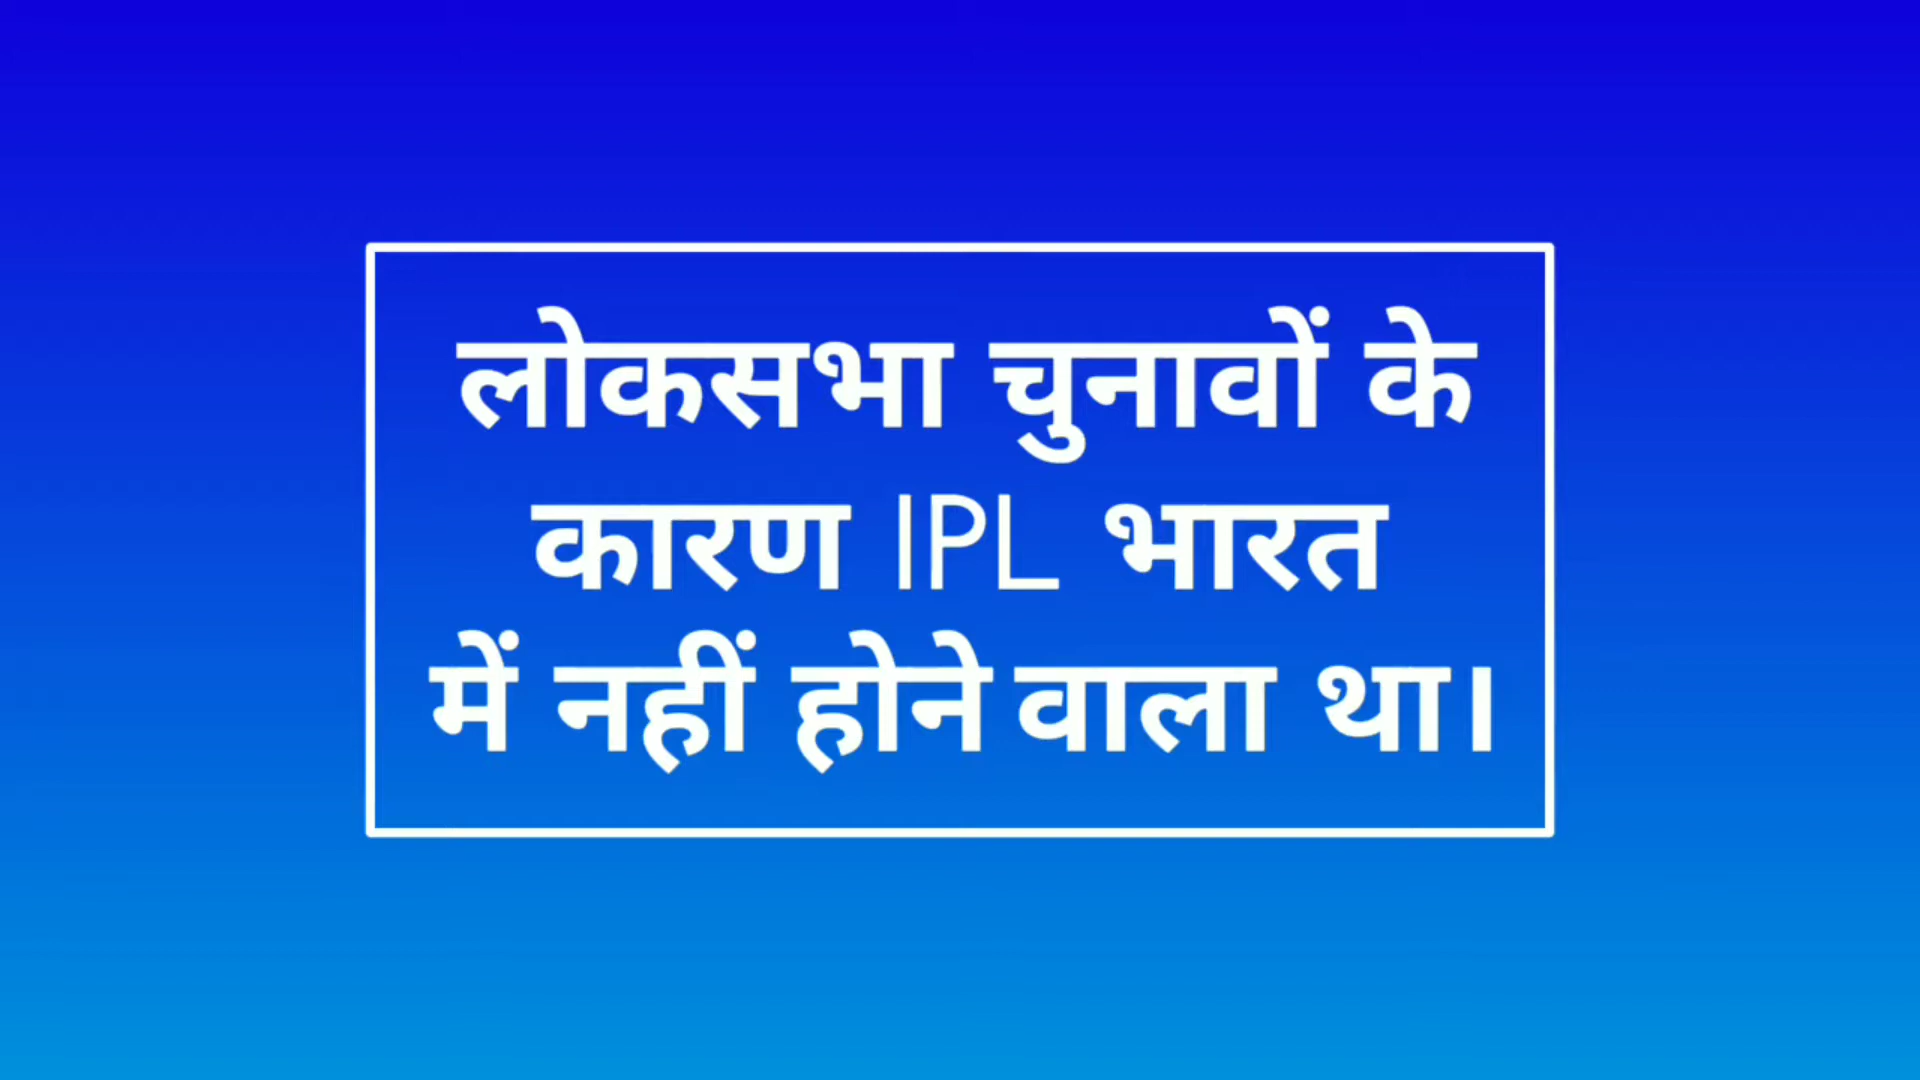 लोकसभा चुनावों के
कारण IPL भारत
में नहीं होने वाला था।